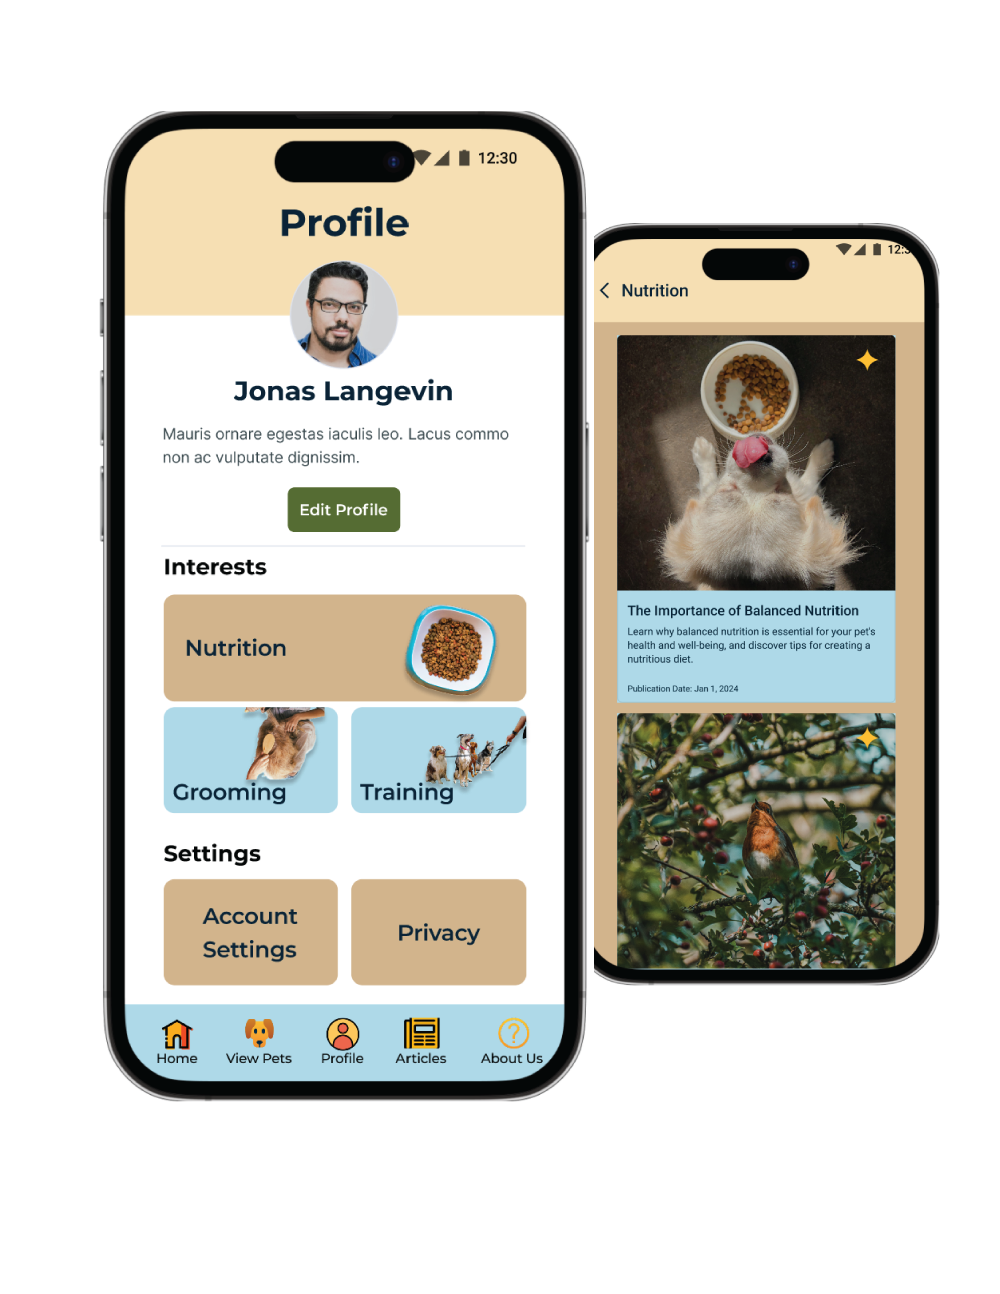 12:30
Profile
Jonas Langevin
Mauris ornare egestas iaculis leo. Lacus commo
non ac vulputate dignissim.
Edit Profile
Interests
Nutrition
Grooming
Training
Settings
Account
Settings
Privacy
Home
View Pets
Profile
Articles
About Us
12:3
Nutrition
The Importance of Balanced Nutrition
Learn why balanced nutrition is essential for your pet's
health and well-being, and discover tips for creating a
nutritious diet.
Publication Date: Jan 1, 2024